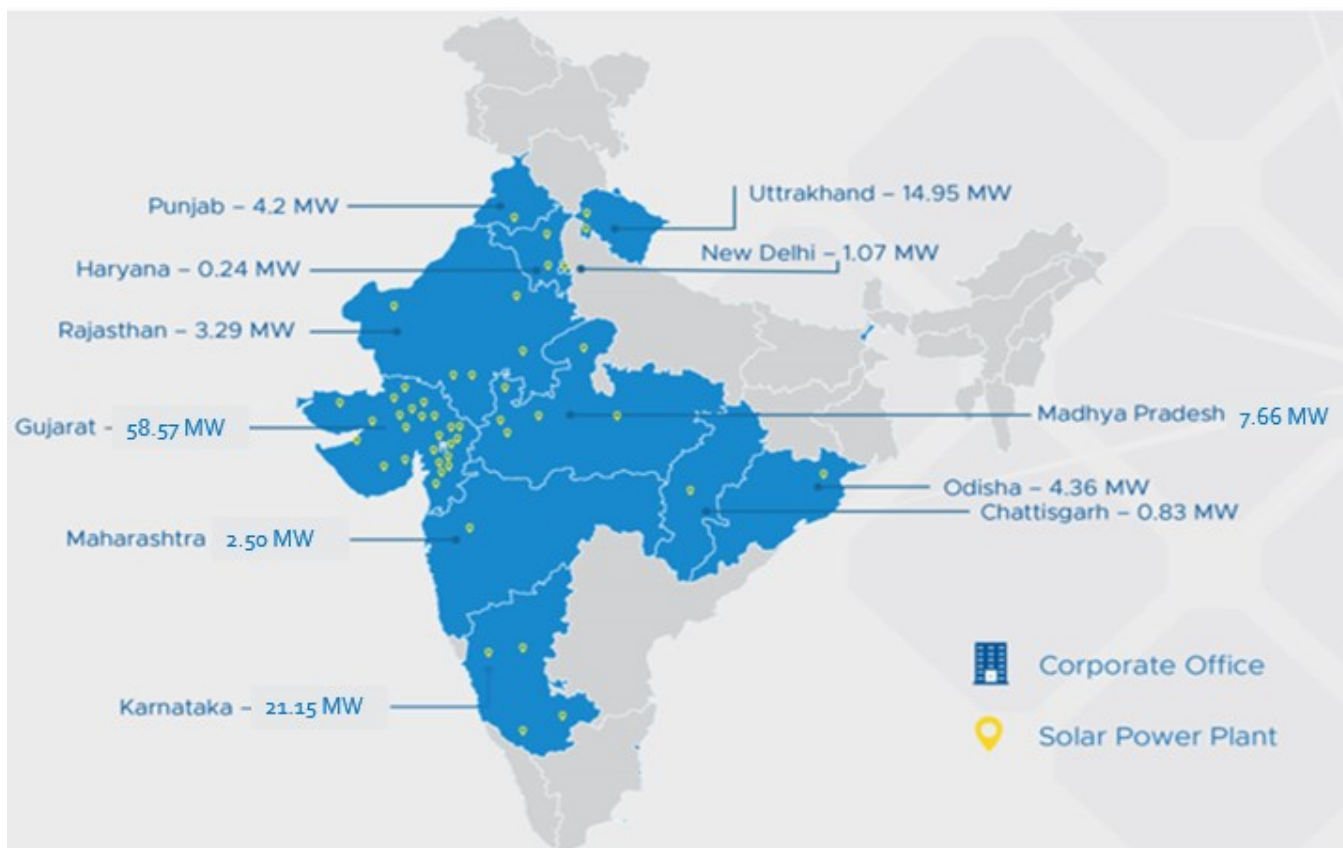 Punjab – 4.2 MW
Uttrakhand – 14.95 MW
New Delhi – 1.07 MW
Haryana – 0.24 MW
Rajasthan – 3.29 MW
Gujarat - 58.57 MW
Madhya Pradesh 7.66 MW
Odisha – 4.36 MW
Chattisgarh – 0.83 MW
Maharashtra 2.50 MW
Karnataka – 21.15 MW
Corporate Office
Solar Power Plant